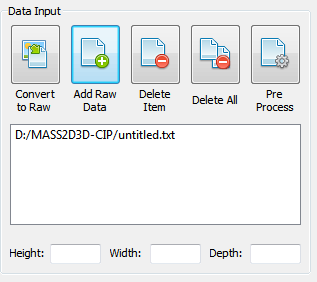 Data Input
Convert to Raw
Add Raw Data
Delete Item
Delete All
Pre Process
D:/MASS2D3D-CIP/untitled.txt
Height: Width: Depth: